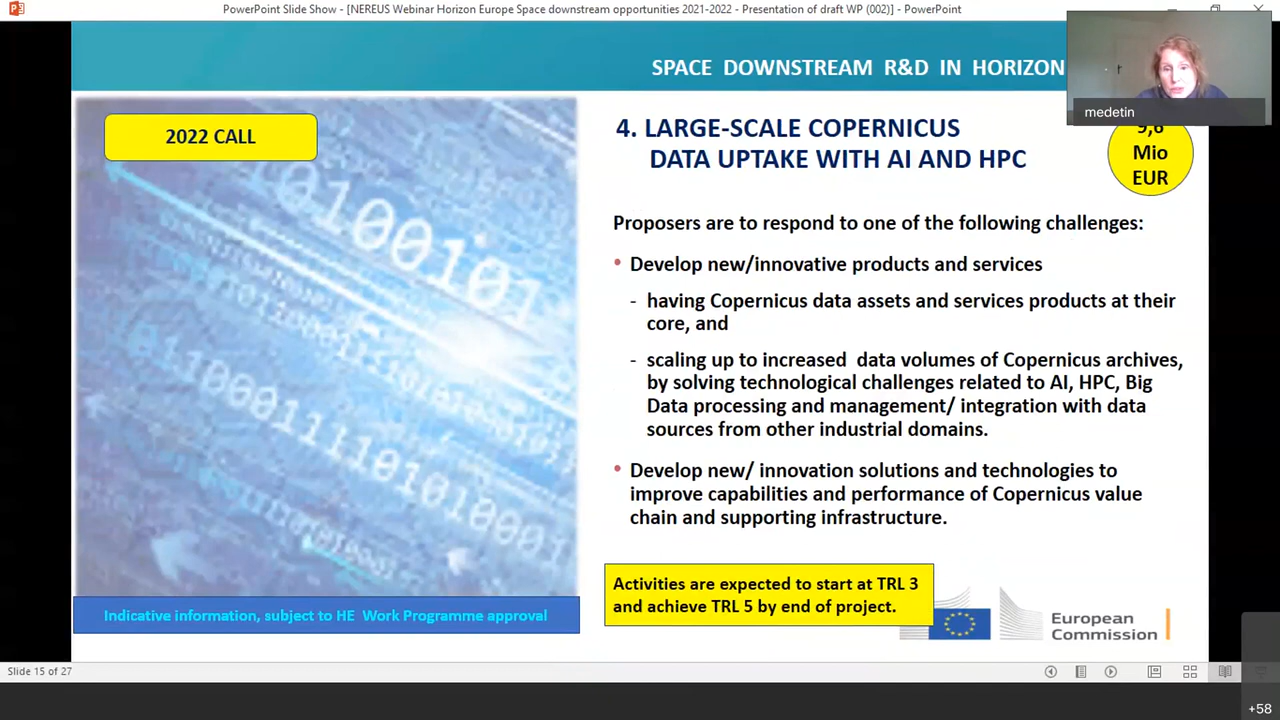 PowerPoint Slide Show - [NEREUS Webinar Horizon Europe Space downstream opportunities 2021-2022 - Presentation of draft WP (002)] - PowerPoint
SPACE DOWNSTREAM R&D IN HORIZON
medetin
2022 CALL
4. LARGE-SCALE COPERNICUS
DATA UPTAKE WITH AI AND HPC
9,6
Mio
EUR
Proposers are to respond to one of the following challenges:
• Develop new/innovative products and services
- having Copernicus data assets and services products at their
core, and
- scaling up to increased data volumes of Copernicus archives,
by solving technological challenges related to AI, HPC, Big
Data processing and management/ integration with data
sources from other industrial domains.
• Develop new/ innovation solutions and technologies to
improve capabilities and performance of Copernicus value
chain and supporting infrastructure.
Activities are expected to start at TRL 3
and achieve TRL 5 by end of project.
Indicative information, subject to HE Work Programme approval
European
Commission
Slide 15 of 27
+58